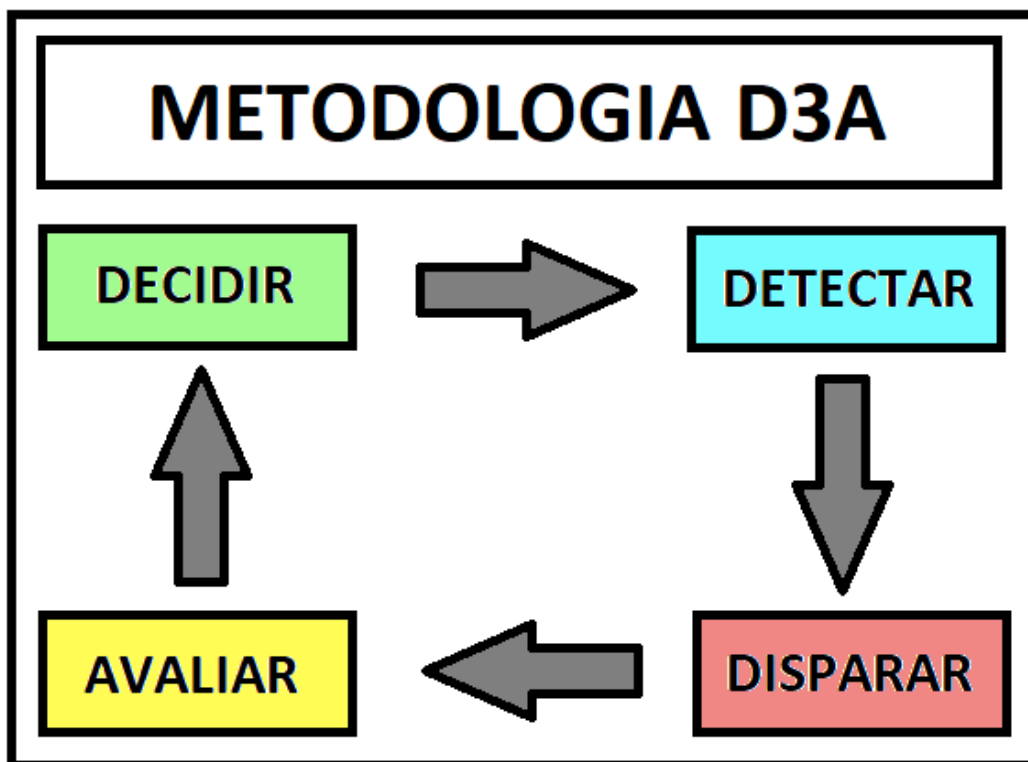 METODOLOGIA D3A
DECIDIR
DETECTAR
AVALIAR
DISPARAR